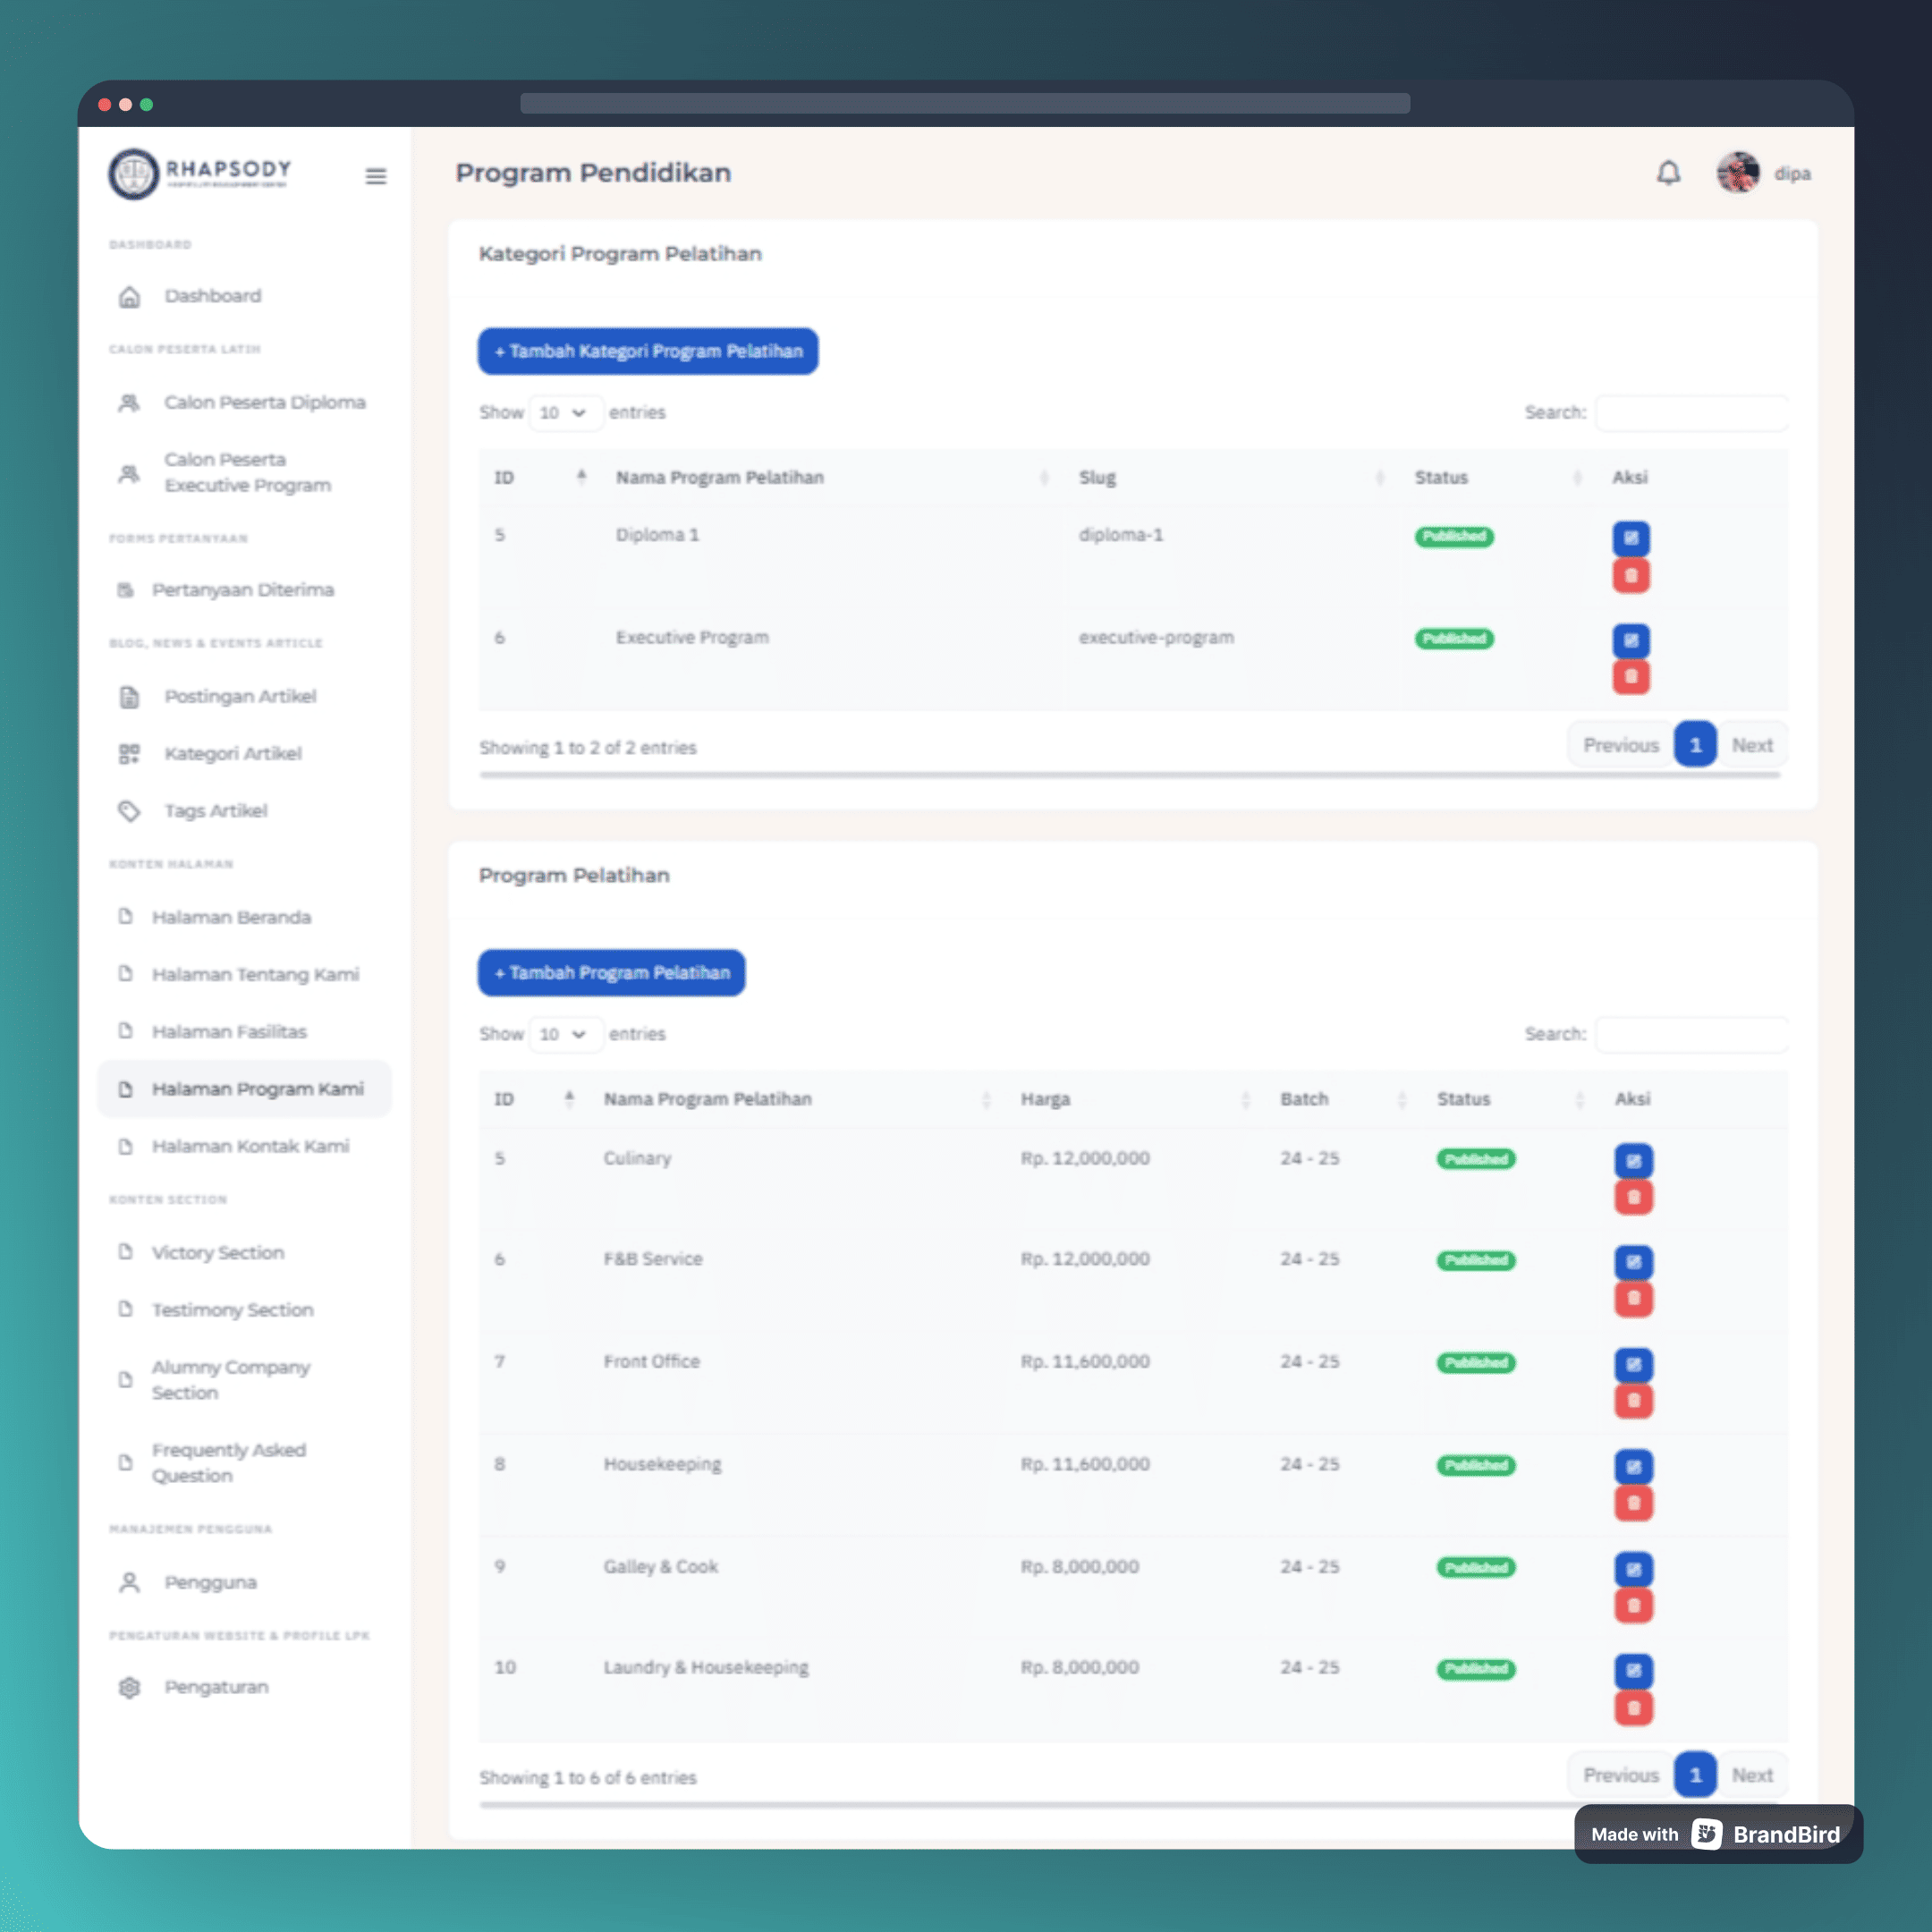 RHAPSODY
DASHBOARD
Dashboard
CALON PESERTA LATIH
Calon Peserta Diploma
Calon Peserta
Executive Program
FORMS PERTANYAAN
Pertanyaan Diterima
BLOG, NEWS & EVENTS ARTICLE
Postingan Artikel
Kategori Artikel
Tags Artikel
KONTEN HALAMAN
Halaman Beranda
Halaman Tentang Kami
Halaman Fasilitas
Halaman Program Kami
Halaman Kontak Kami
KONTEN SECTION
Victory Section
Testimony Section
Alumny Company
Section
Frequently Asked
Question
MANAJEMEN PENGGUNA
Pengguna
PENGATURAN WEBSITE & PROFILE LPK
Pengaturan
Program Pendidikan
dipa
Kategori Program Pelatihan
+ Tambah Kategori Program Pelatihan
Show 10 entries
Search:
ID Nama Program Pelatihan Slug Status Aksi
5 Diploma 1 diploma-1 Published
6 Executive Program executive-program Published
Showing 1 to 2 of 2 entries
Previous 1 Next
Program Pelatihan
+ Tambah Program Pelatihan
Show 10 entries
Search:
ID Nama Program Pelatihan Harga Batch Status Aksi
5 Culinary Rp. 12,000,000 24 - 25 Published
6 F&B Service Rp. 12,000,000 24 - 25 Published
7 Front Office Rp. 11,600,000 24 - 25 Published
8 Housekeeping Rp. 11,600,000 24 - 25 Published
9 Galley & Cook Rp. 8,000,000 24 - 25 Published
10 Laundry & Housekeeping Rp. 8,000,000 24 - 25 Published
Showing 1 to 6 of 6 entries
Previous 1 Next
Made with BrandBird